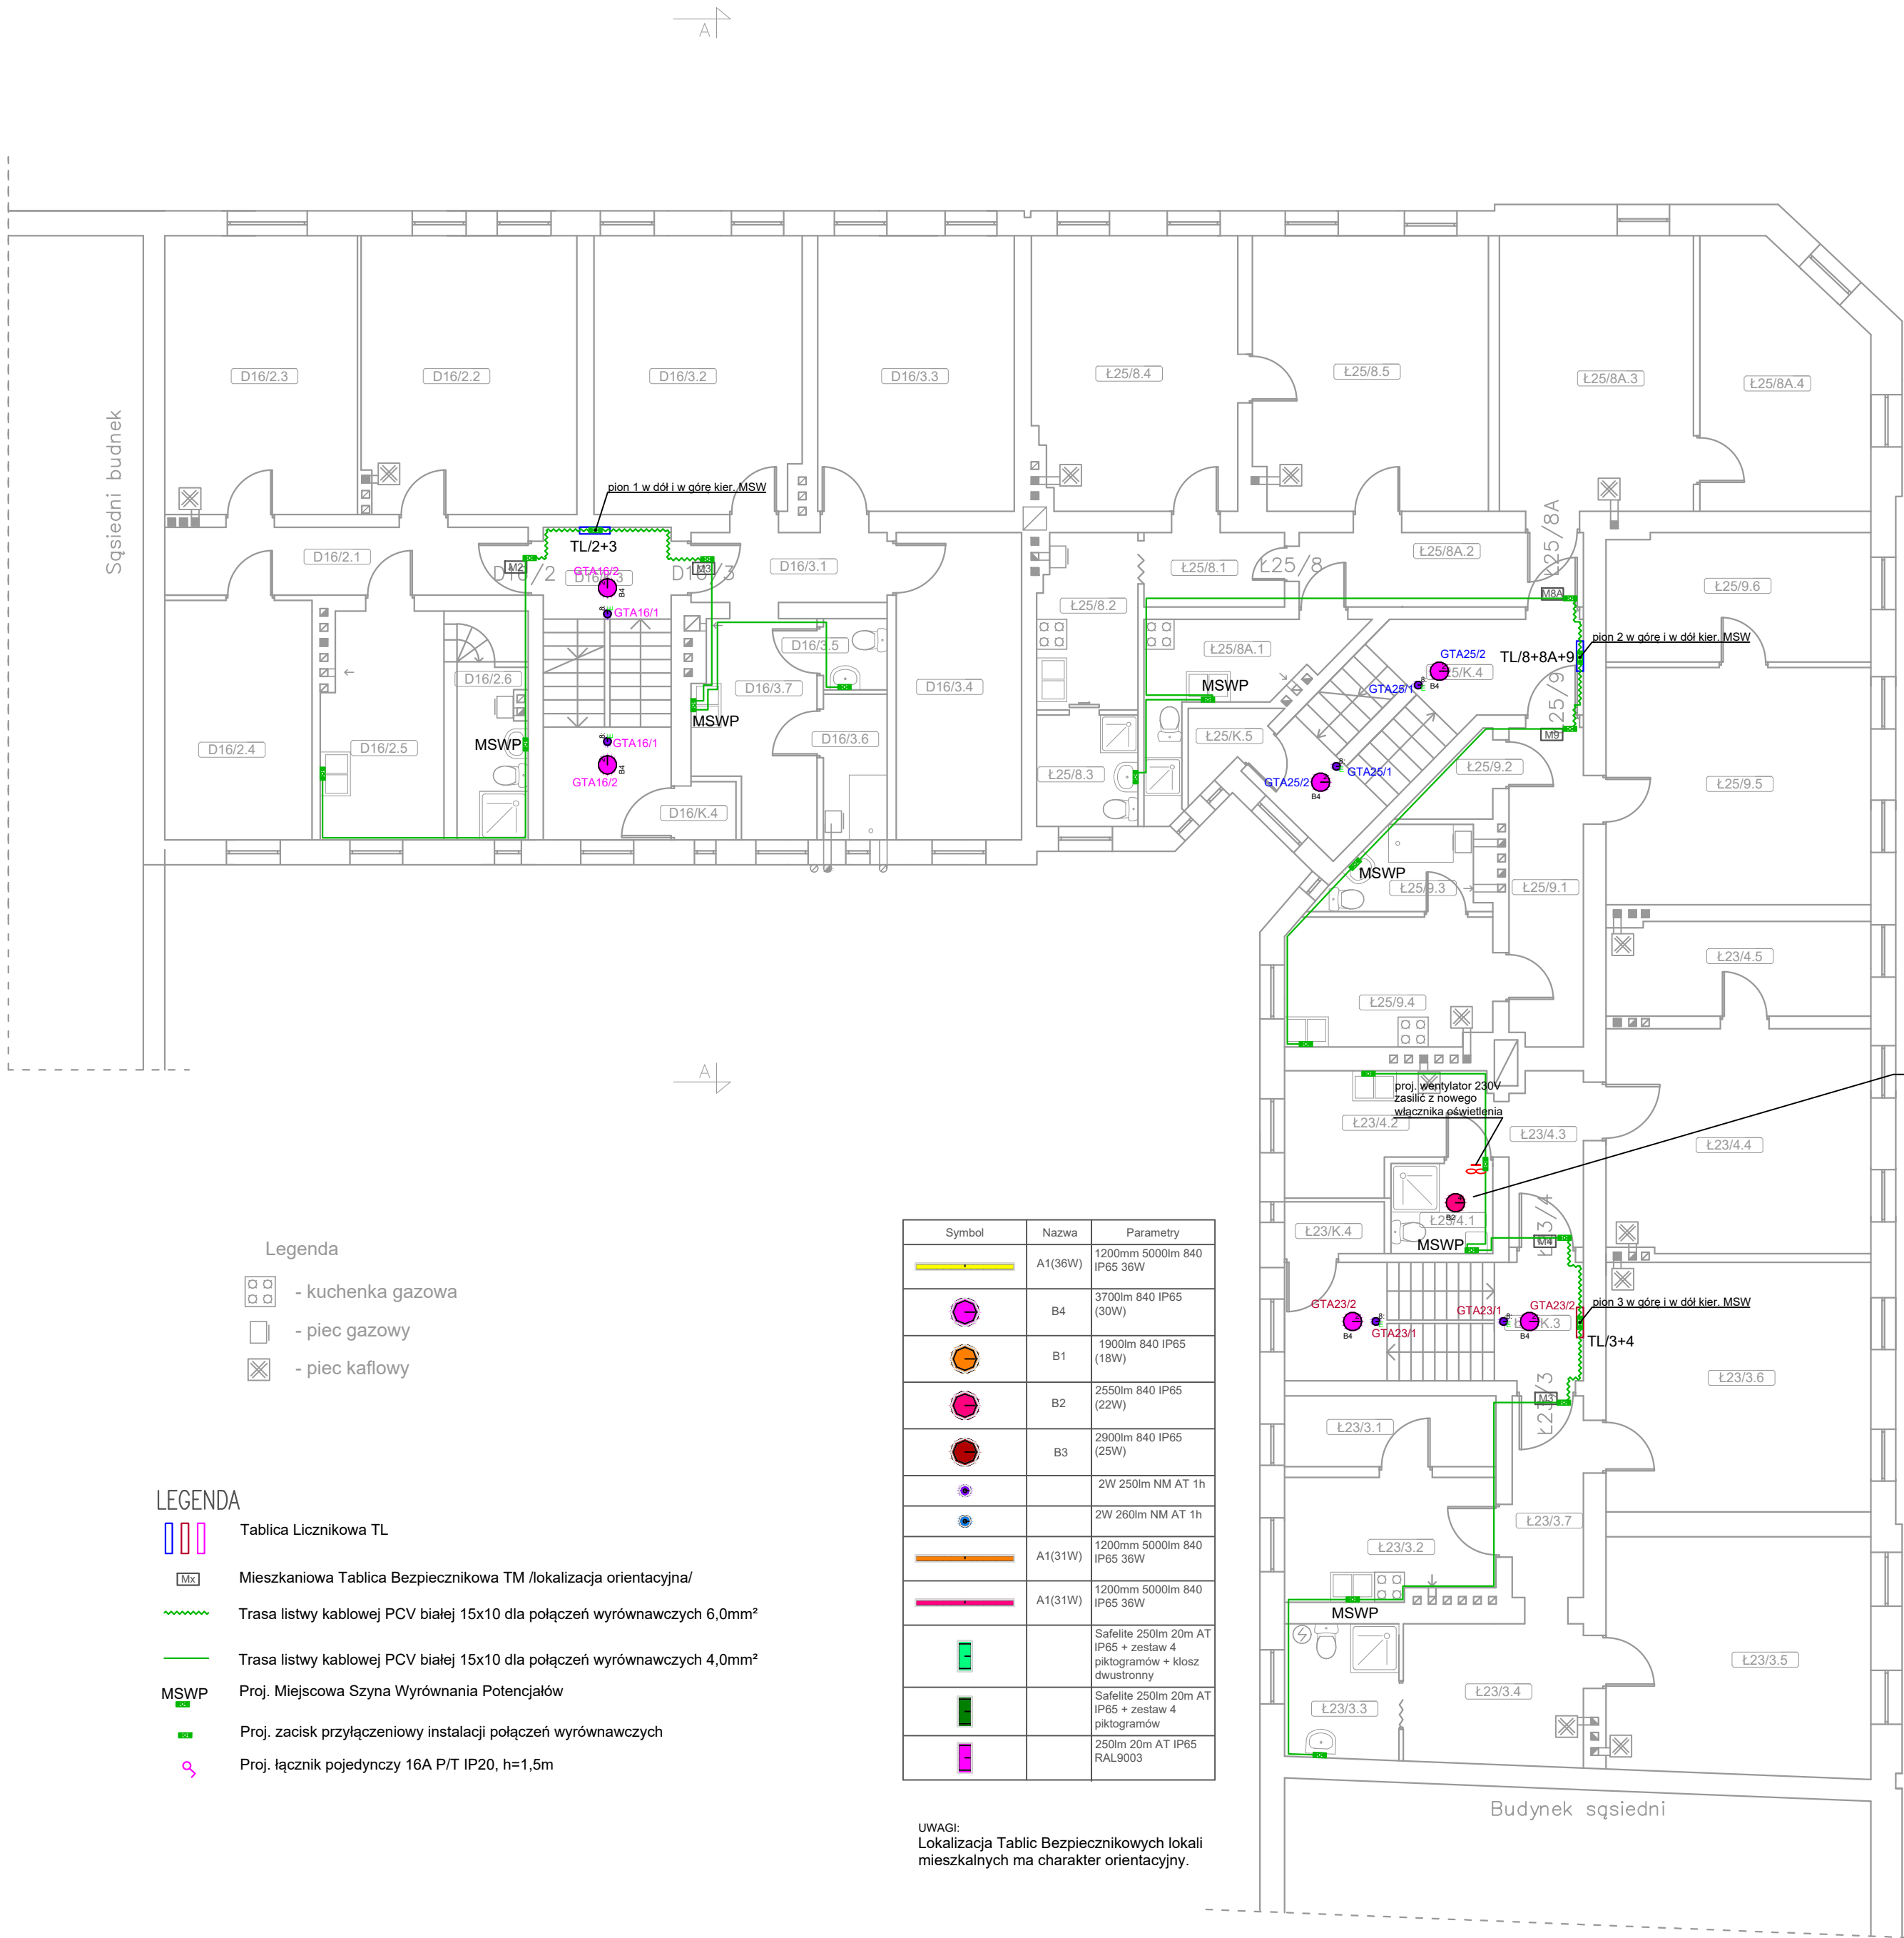 A
Sąsiedni budnek
D16/2.3
D16/2.2
D16/3.2
D16/3.3
Ł25/8.4
Ł25/8.5
Ł25/8A.3
Ł25/8A.4
pion 1 w dół i w górę kier. MSW
TL/2+3
D16/2.1
M2
D16/2
GTA16/2
B4
GTA16/1
M3
D16/3
D16/3.1
Ł25/8.1
Ł25/8
Ł25/8A.2
Ł25/8A
M8A
Ł25/9.6
Ł25/8.2
D16/3.5
Ł25/8A.1
pion 2 w górę i w dół kier. MSW
TL/8+8A+9
GTA25/2
B4
GTA25/1
D16/2.6
D16/3.7
D16/3.4
MSWP
MSWP
M9
Ł25/K.5
D16/2.4
D16/2.5
MSWP
GTA16/1
B4
GTA16/2
D16/3.6
D16/K.4
Ł25/8.3
GTA25/2
B4
GTA25/1
Ł25/9.2
Ł25/9.5
MSWP
Ł25/9.3
Ł25/9.1
Ł23/4.5
Ł25/9.4
A
proj. wentylator 230V
zasilić z nowego
włącznika oświetlenia
Ł23/4.2
Ł23/4.3
Ł23/4.4
B2
Ł23/4.1
Ł23/K.4
MSWP
M4
GTA23/2
B4
GTA23/1
GTA23/1
GTA23/2
B4
pion 3 w górę i w dół kier. MSW
TL/3+4
Ł23/3.6
M3
Ł23/3
Ł23/3.1
Ł23/3.7
Ł23/3.2
MSWP
Ł23/3.5
Ł23/3.4
Ł23/3.3
Budynek sąsiedni
Legenda
- kuchenka gazowa
- piec gazowy
- piec kaflowy
LEGENDA
Tablica Licznikowa TL
Mx
Mieszkaniowa Tablica Bezpiecznikowa TM /lokalizacja orientacyjna/
Trasa listwy kablowej PCV białej 15x10 dla połączeń wyrównawczych 6,0mm²
Trasa listwy kablowej PCV białej 15x10 dla połączeń wyrównawczych 4,0mm²
MSWP
Proj. Miejscowa Szyna Wyrównania Potencjałów
Proj. zacisk przyłączeniowy instalacji połączeń wyrównawczych
Proj. łącznik pojedynczy 16A P/T IP20, h=1,5m
Symbol Nazwa Parametry
A1(36W) 1200mm 5000lm 840
IP65 36W
B4 3700lm 840 IP65
(30W)
B1 1900lm 840 IP65
(18W)
B2 2550lm 840 IP65
(22W)
B3 2900lm 840 IP65
(25W)
2W 250lm NM AT 1h
2W 260lm NM AT 1h
A1(31W) 1200mm 5000lm 840
IP65 36W
A1(31W) 1200mm 5000lm 840
IP65 36W
Safelite 250lm 20m AT
IP65 + zestaw 4
piktogramów + klosz
dwustronny
Safelite 250lm 20m AT
IP65 + zestaw 4
piktogramów
250lm 20m AT IP65
RAL9003
UWAGI:
Lokalizacja Tablic Bezpiecznikowych lokali
mieszkalnych ma charakter orientacyjny.